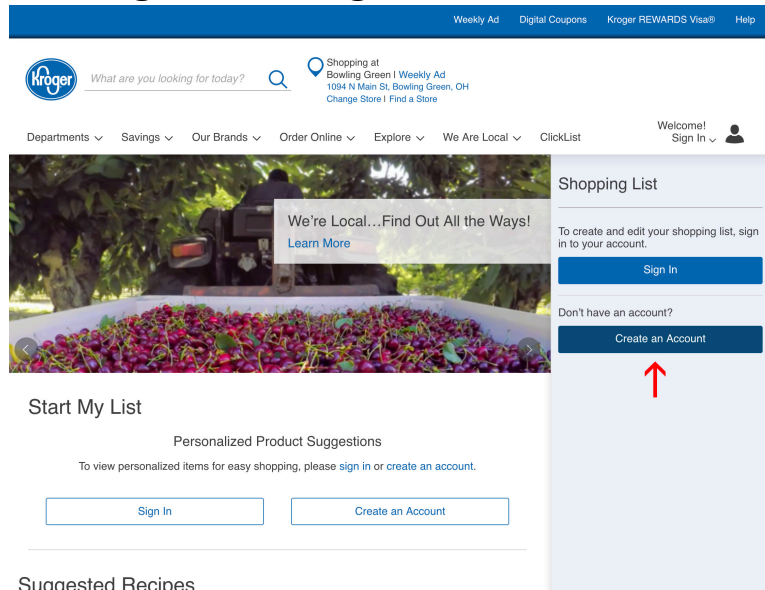 Weekly Ad Digital Coupons Kroger REWARDS Visa® Help
Kroger
What are you looking for today?
Shopping at
Bowling Green I Weekly Ad
1094 N Main St, Bowling Green, OH
Change Store I Find a Store
Departments Savings Our Brands Order Online Explore We Are Local ClickList
Welcome!
Sign In
We're Local…Find Out All the Ways!
Learn More
Shopping List
To create and edit your shopping list, sign
in to your account.
Sign In
Don't have an account?
Create an Account
Start My List
Personalized Product Suggestions
To view personalized items for easy shopping, please sign in or create an account.
Sign In Create an Account
Suggested Recipes